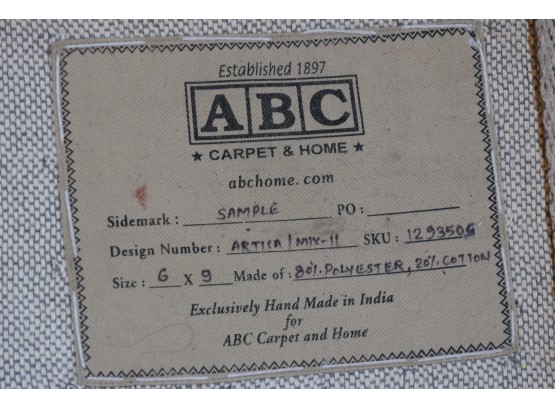 Established 1897
ABC
★ CARPET & HOME ★
abchome.com
Sidemark : SAMPLE PO :
Design Number : ARTICA / MIX-11 SKU : 1293506
Size : 6 X 9 Made of : 80%. POLYESTER, 20%. COTTON
Exclusively Hand Made in India
for
ABC Carpet and Home